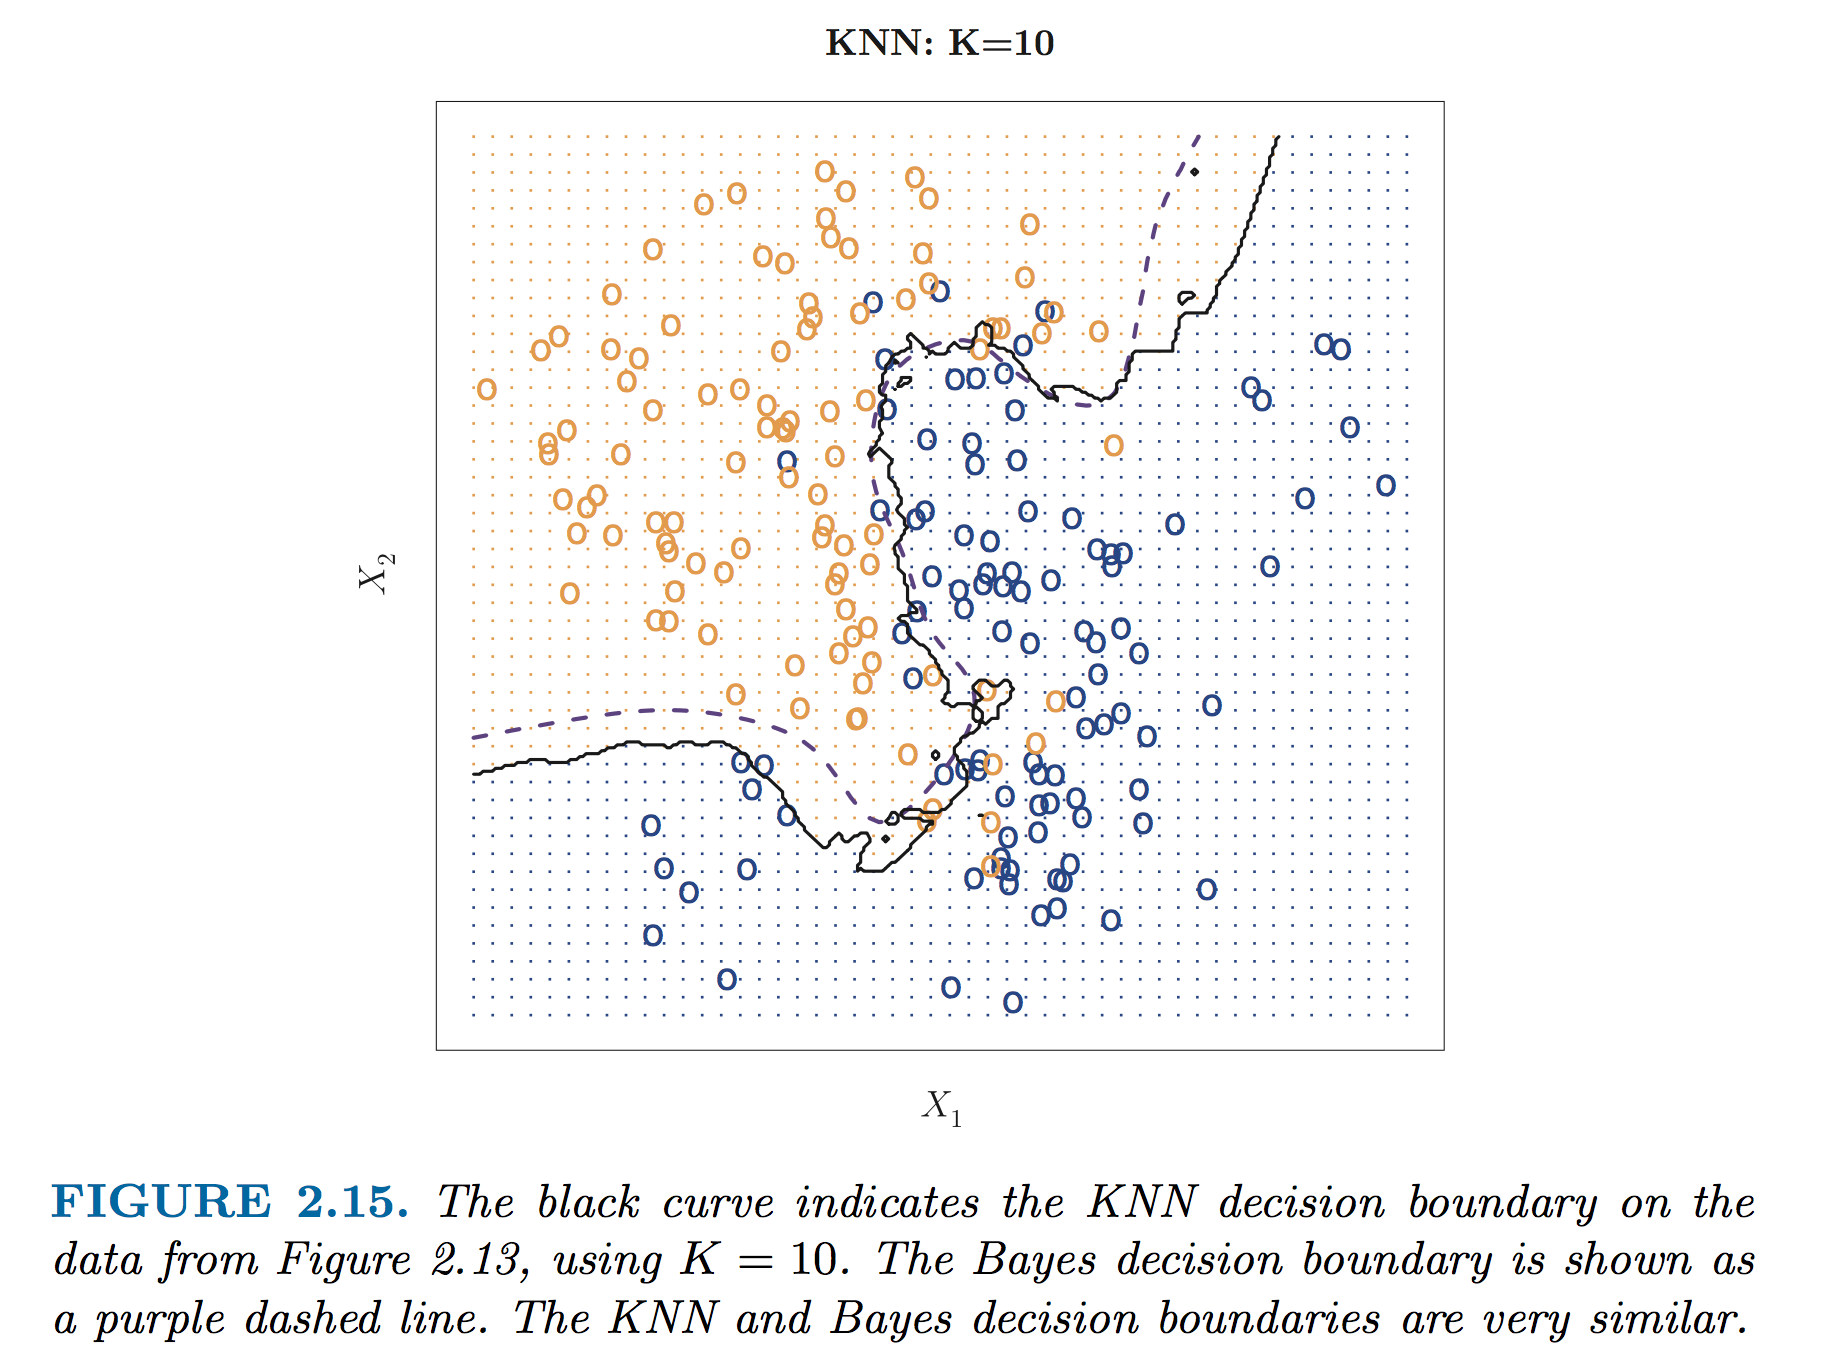 KNN: K=10
X₂
X₁
FIGURE 2.15. The black curve indicates the KNN decision boundary on the
data from Figure 2.13, using K = 10. The Bayes decision boundary is shown as
a purple dashed line. The KNN and Bayes decision boundaries are very similar.